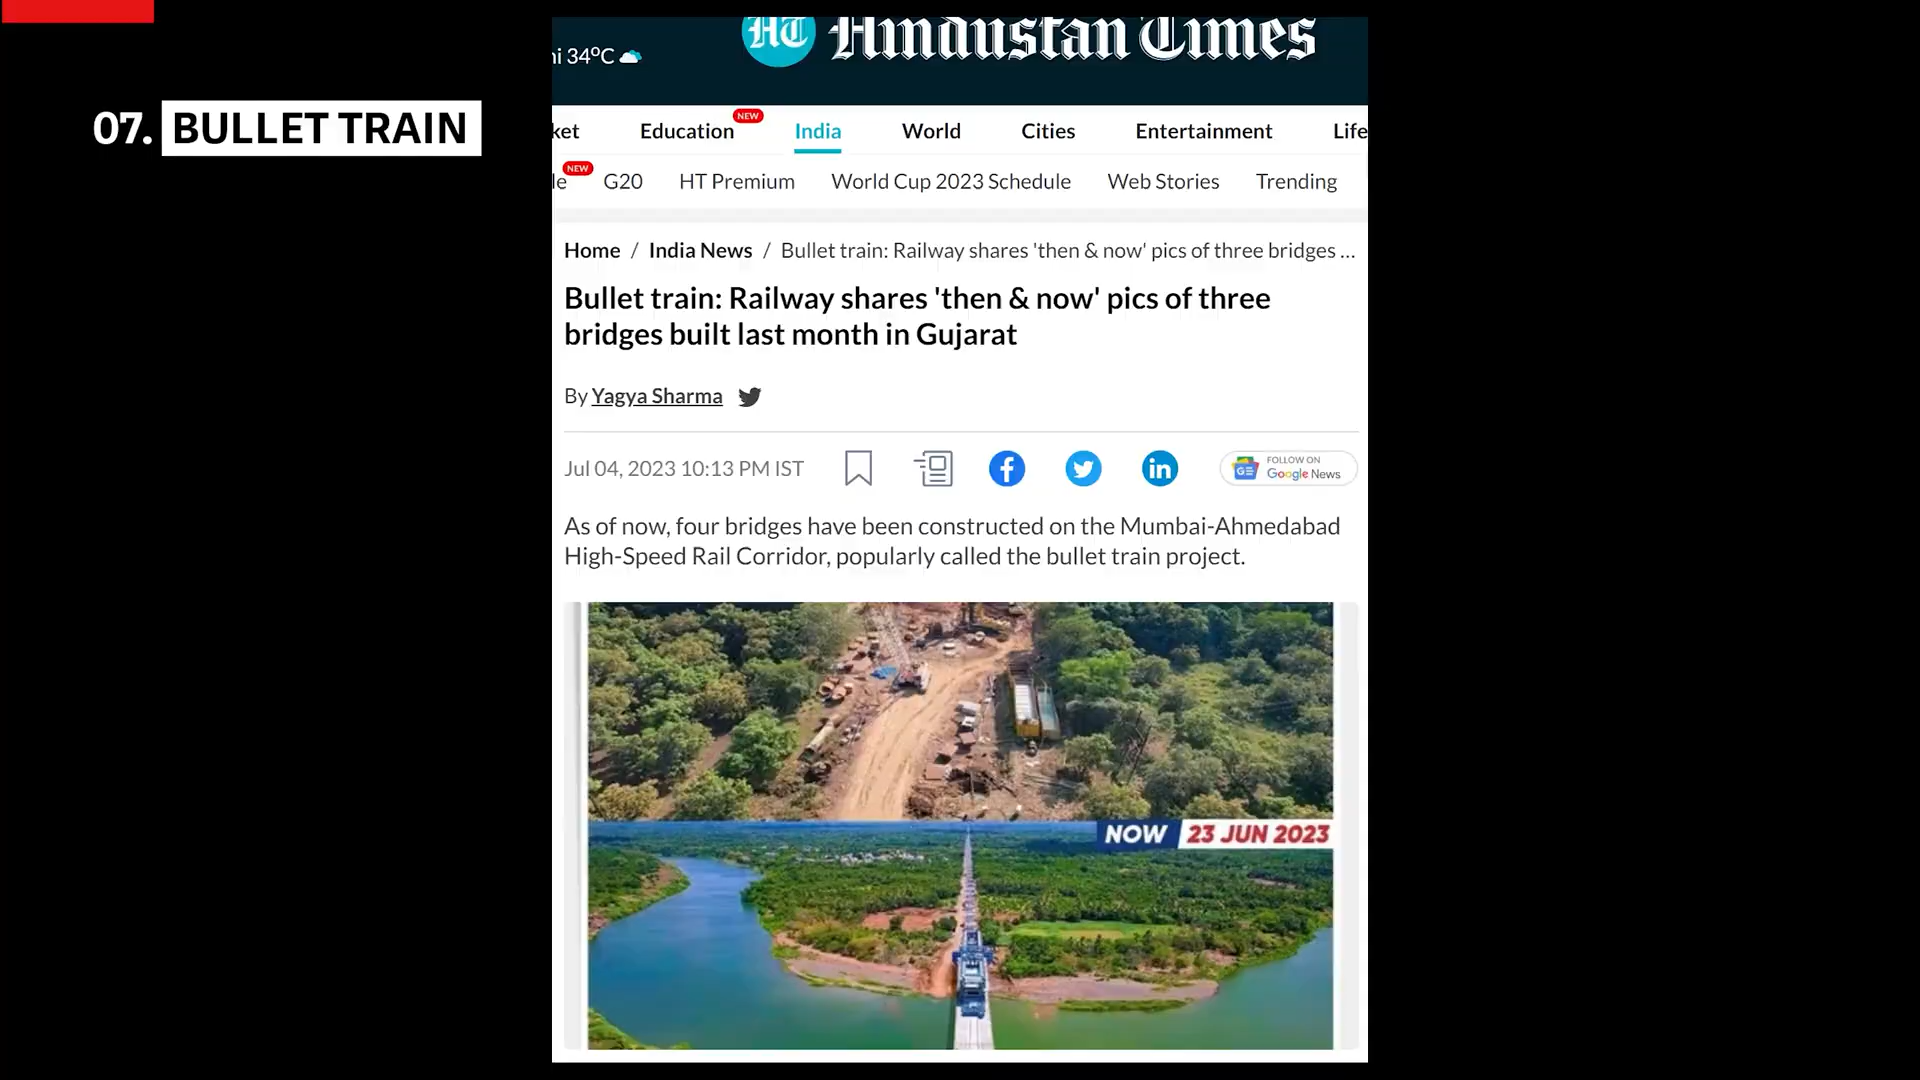 HT Hindustan Times
34°C
07. BULLET TRAIN
NEW
Education India World Cities Entertainment Life
NEW
G20 HT Premium World Cup 2023 Schedule Web Stories Trending
Home / India News / Bullet train: Railway shares 'then & now' pics of three bridges ...
Bullet train: Railway shares 'then & now' pics of three
bridges built last month in Gujarat
By Yagya Sharma
Jul 04, 2023 10:13 PM IST
FOLLOW ON
GE Google News
As of now, four bridges have been constructed on the Mumbai-Ahmedabad
High-Speed Rail Corridor, popularly called the bullet train project.
NOW 23 JUN 2023